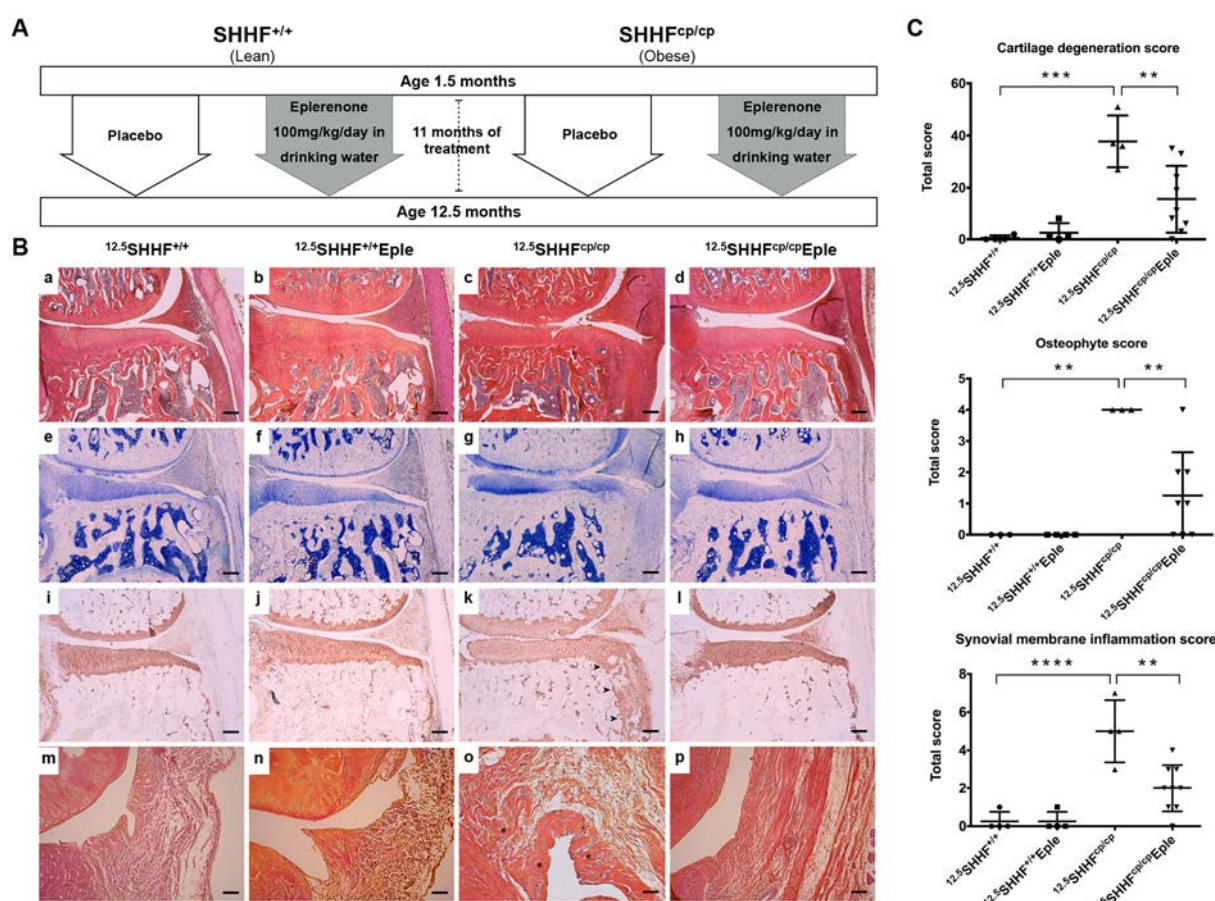 A
SHHF+/+
(Lean)
SHHFcp/cp
(Obese)
Age 1.5 months
Placebo
Eplerenone
100mg/kg/day in
drinking water
11 months of
treatment
Placebo
Eplerenone
100mg/kg/day in
drinking water
Age 12.5 months
B
12.5SHHF+/+
12.5SHHF+/+Eple
12.5SHHFcp/cp
12.5SHHFcp/cpEple
a
b
c
d
e
f
g
h
i
j
k
l
m
n
o
p
*
*
*
C
Cartilage degeneration score
***
**
60
40
20
0
Total score
12.5SHHF+/+
12.5SHHF+/+Eple
12.5SHHFcp/cp
12.5SHHFcp/cpEple
Osteophyte score
**
**
5
4
3
2
1
0
Total score
12.5SHHF+/+
12.5SHHF+/+Eple
12.5SHHFcp/cp
12.5SHHFcp/cpEple
Synovial membrane inflammation score
****
**
8
6
4
2
0
Total score
12.5SHHF+/+
12.5SHHF+/+Eple
12.5SHHFcp/cp
SHHFcp/cpEple